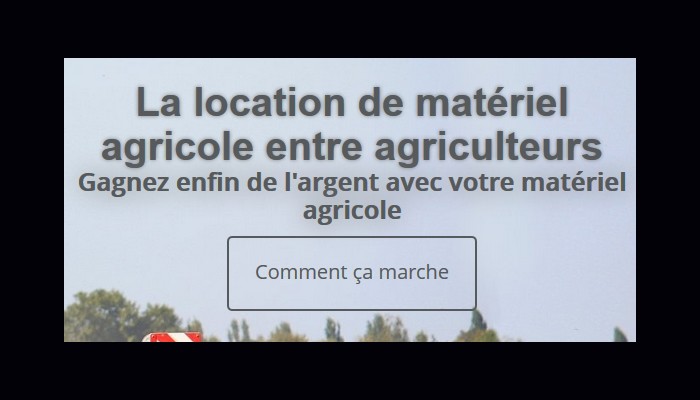 La location de matériel
agricole entre agriculteurs
Gagnez enfin de l'argent avec votre matériel
agricole
Comment ça marche